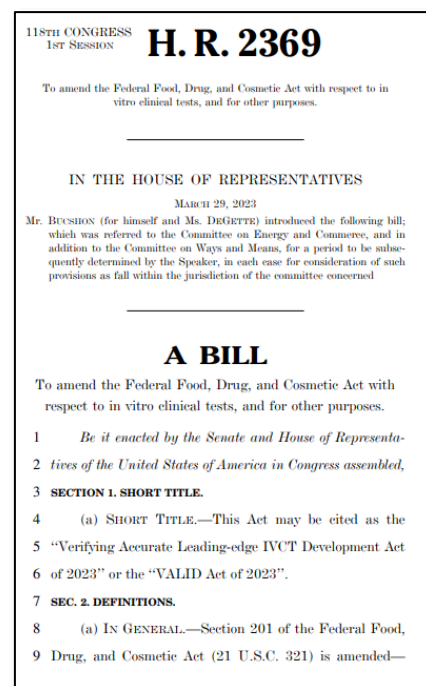 118TH CONGRESS
1ST SESSION
H. R. 2369
To amend the Federal Food, Drug, and Cosmetic Act with respect to in
vitro clinical tests, and for other purposes.
IN THE HOUSE OF REPRESENTATIVES
MARCH 29, 2023
Mr. BUCSHON (for himself and Ms. DEGETTE) introduced the following bill;
which was referred to the Committee on Energy and Commerce, and in
addition to the Committee on Ways and Means, for a period to be subse-
quently determined by the Speaker, in each case for consideration of such
provisions as fall within the jurisdiction of the committee concerned
A BILL
To amend the Federal Food, Drug, and Cosmetic Act with
respect to in vitro clinical tests, and for other purposes.
1 Be it enacted by the Senate and House of Representa-
2 tives of the United States of America in Congress assembled,
3 SECTION 1. SHORT TITLE.
4 (a) SHORT TITLE.—This Act may be cited as the
5 “Verifying Accurate Leading-edge IVCT Development Act
6 of 2023” or the “VALID Act of 2023”.
7 SEC. 2. DEFINITIONS.
8 (a) IN GENERAL.—Section 201 of the Federal Food,
9 Drug, and Cosmetic Act (21 U.S.C. 321) is amended—